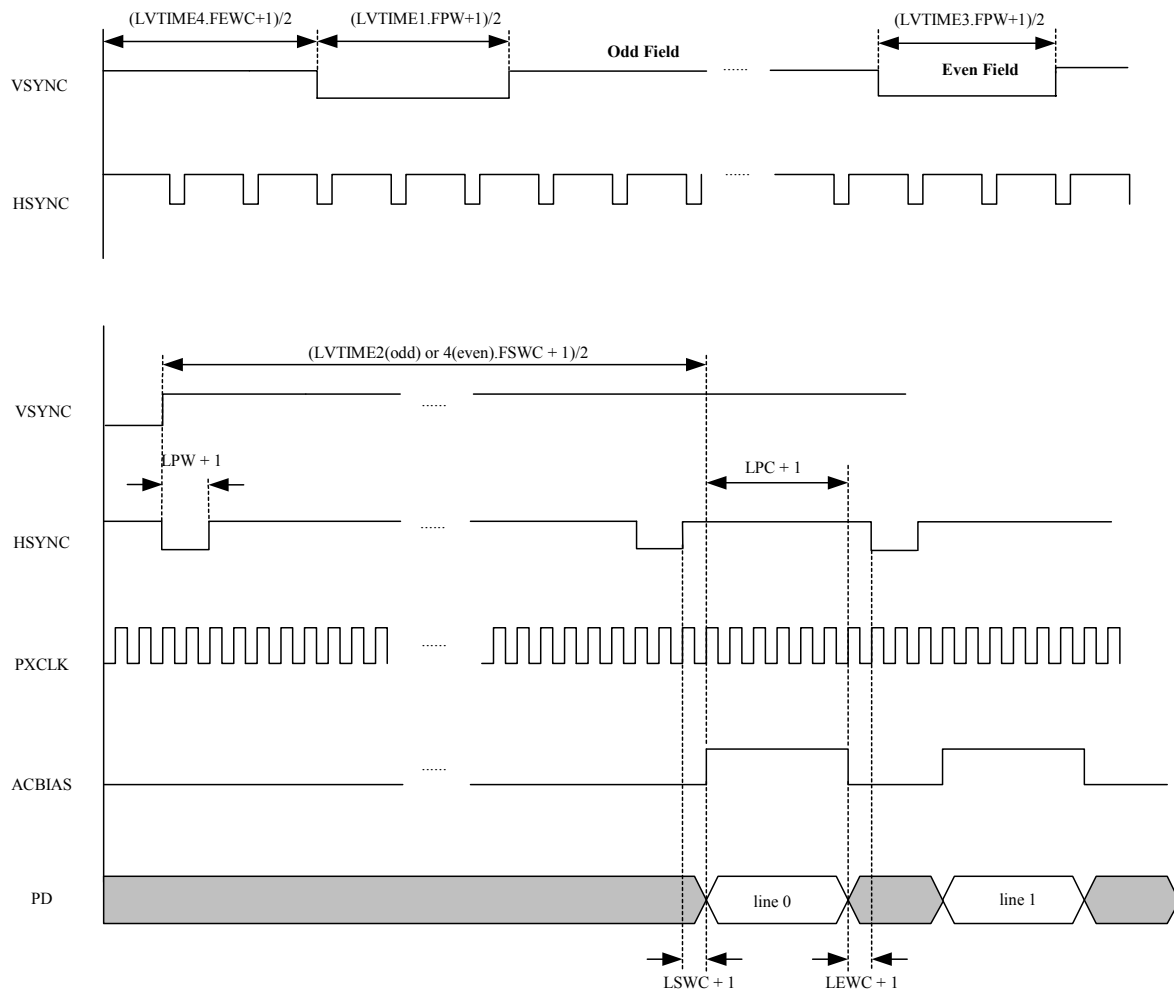 (LVTIME4.FEWC+1)/2 (LVTIME1.FPW+1)/2 (LVTIME3.FPW+1)/2
Odd Field ...... Even Field
VSYNC
...... 
HSYNC
(LVTIME2(odd) or 4(even).FSWC + 1)/2
VSYNC ......
LPW + 1 LPC + 1
HSYNC ......
PXCLK ......
ACBIAS ......
PD line 0 line 1
LSWC + 1 LEWC + 1